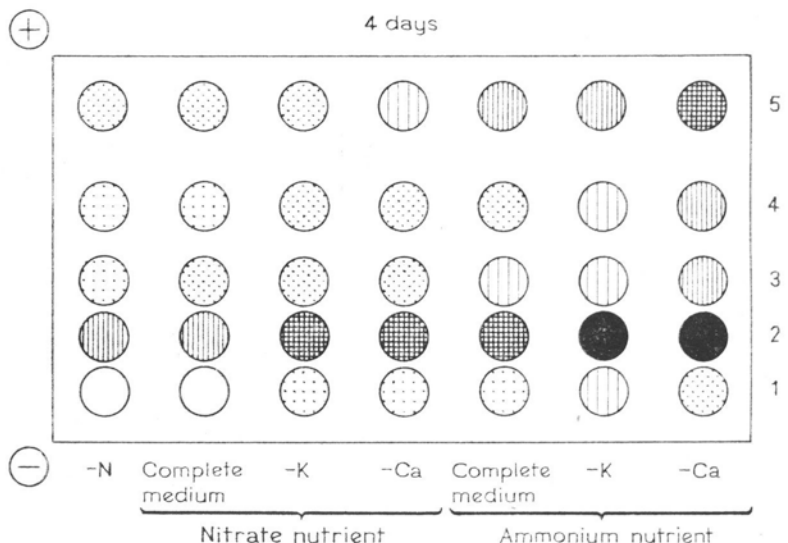 +
4 days
5
4
3
2
1
−
-N Complete medium -K -Ca Complete medium -K -Ca
Nitrate nutrient Ammonium nutrient